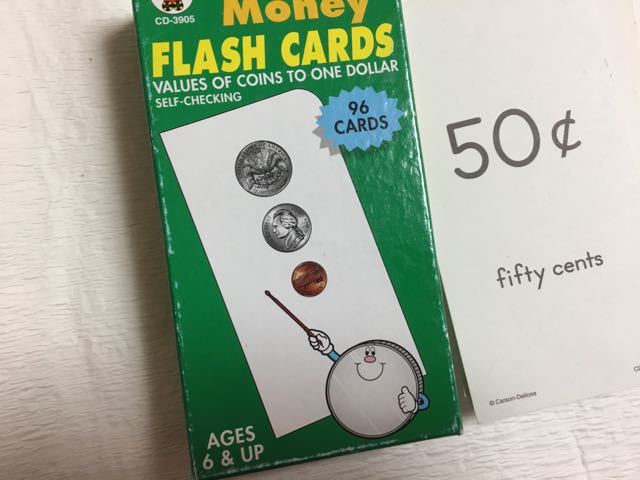 CD-3905
Money
FLASH CARDS
VALUES OF COINS TO ONE DOLLAR
SELF-CHECKING
96
CARDS
AGES
6 & UP
50¢
fifty cents
© Carson-Dellosa